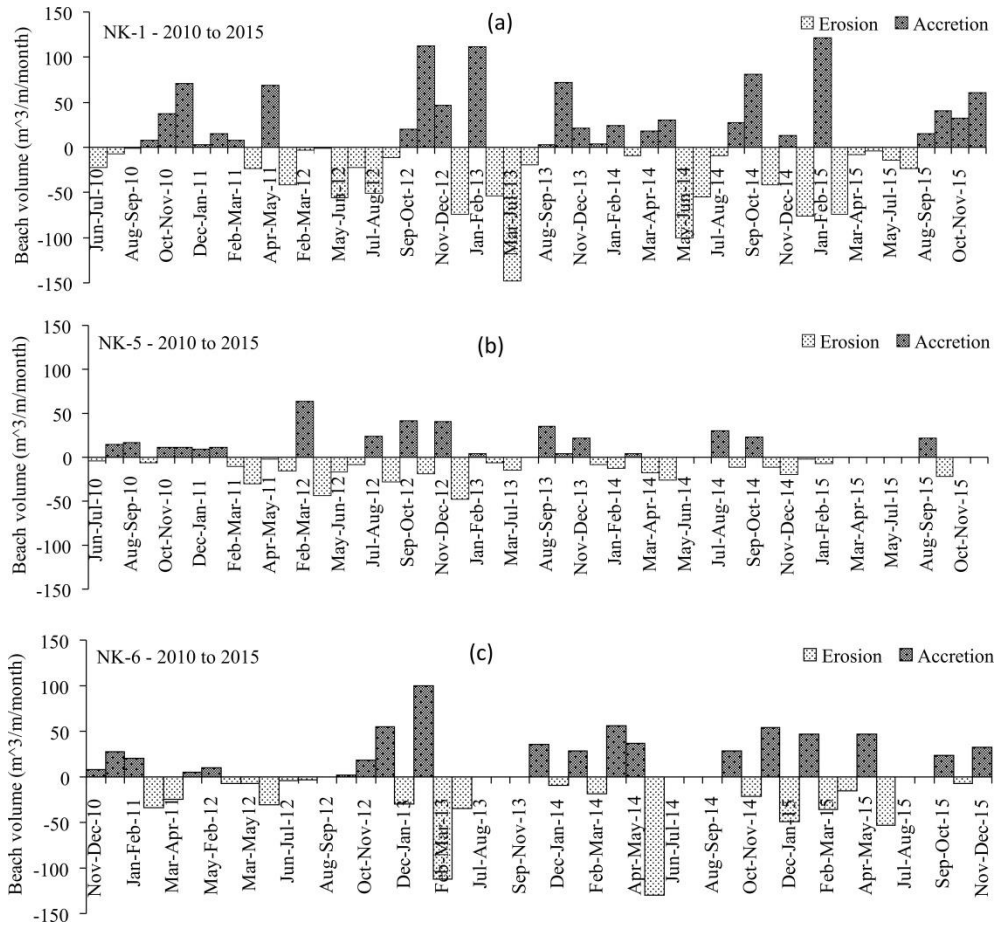 NK-1 - 2010 to 2015
(a)
Erosion
Accretion
Beach volume (m^3/m/month)
150
100
50
0
-50
-100
-150
Jun-Jul-10
Aug-Sep-10
Oct-Nov-10
Dec-Jan-11
Feb-Mar-11
Apr-May-11
Feb-Mar-12
May-Jun-12
Jul-Aug-12
Sep-Oct-12
Nov-Dec-12
Jan-Feb-13
Mar-Jul-13
Aug-Sep-13
Nov-Dec-13
Jan-Feb-14
Mar-Apr-14
May-Jun-14
Jul-Aug-14
Sep-Oct-14
Nov-Dec-14
Jan-Feb-15
Mar-Apr-15
May-Jul-15
Aug-Sep-15
Oct-Nov-15
NK-5 - 2010 to 2015
(b)
Erosion
Accretion
Beach volume (m^3/m/month)
150
100
50
0
-50
-100
-150
Jun-Jul-10
Aug-Sep-10
Oct-Nov-10
Dec-Jan-11
Feb-Mar-11
Apr-May-11
Feb-Mar-12
May-Jun-12
Jul-Aug-12
Sep-Oct-12
Nov-Dec-12
Jan-Feb-13
Mar-Jul-13
Aug-Sep-13
Nov-Dec-13
Jan-Feb-14
Mar-Apr-14
May-Jun-14
Jul-Aug-14
Sep-Oct-14
Nov-Dec-14
Jan-Feb-15
Mar-Apr-15
May-Jul-15
Aug-Sep-15
Oct-Nov-15
NK-6 - 2010 to 2015
(c)
Erosion
Accretion
Beach volume (m^3/m/month)
150
100
50
0
-50
-100
-150
Nov-Dec-10
Jan-Feb-11
Mar-Apr-11
May-Feb-12
Mar-May-12
Jun-Jul-12
Aug-Sep-12
Oct-Nov-12
Dec-Jan-13
Feb-Mar-13
Jul-Aug-13
Sep-Nov-13
Dec-Jan-14
Feb-Mar-14
Apr-May-14
Jun-Jul-14
Aug-Sep-14
Oct-Nov-14
Dec-Jan-15
Feb-Mar-15
Apr-May-15
Jul-Aug-15
Sep-Oct-15
Nov-Dec-15